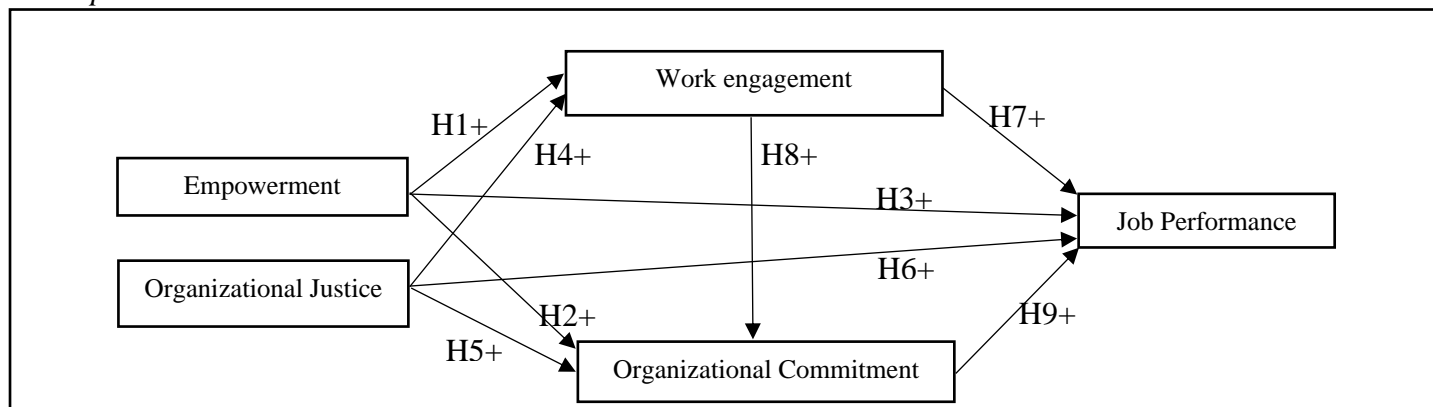 Work engagement
H1+
H7+
H4+
H8+
Empowerment
H3+
Job Performance
Organizational Justice
H6+
H2+
H9+
H5+
Organizational Commitment